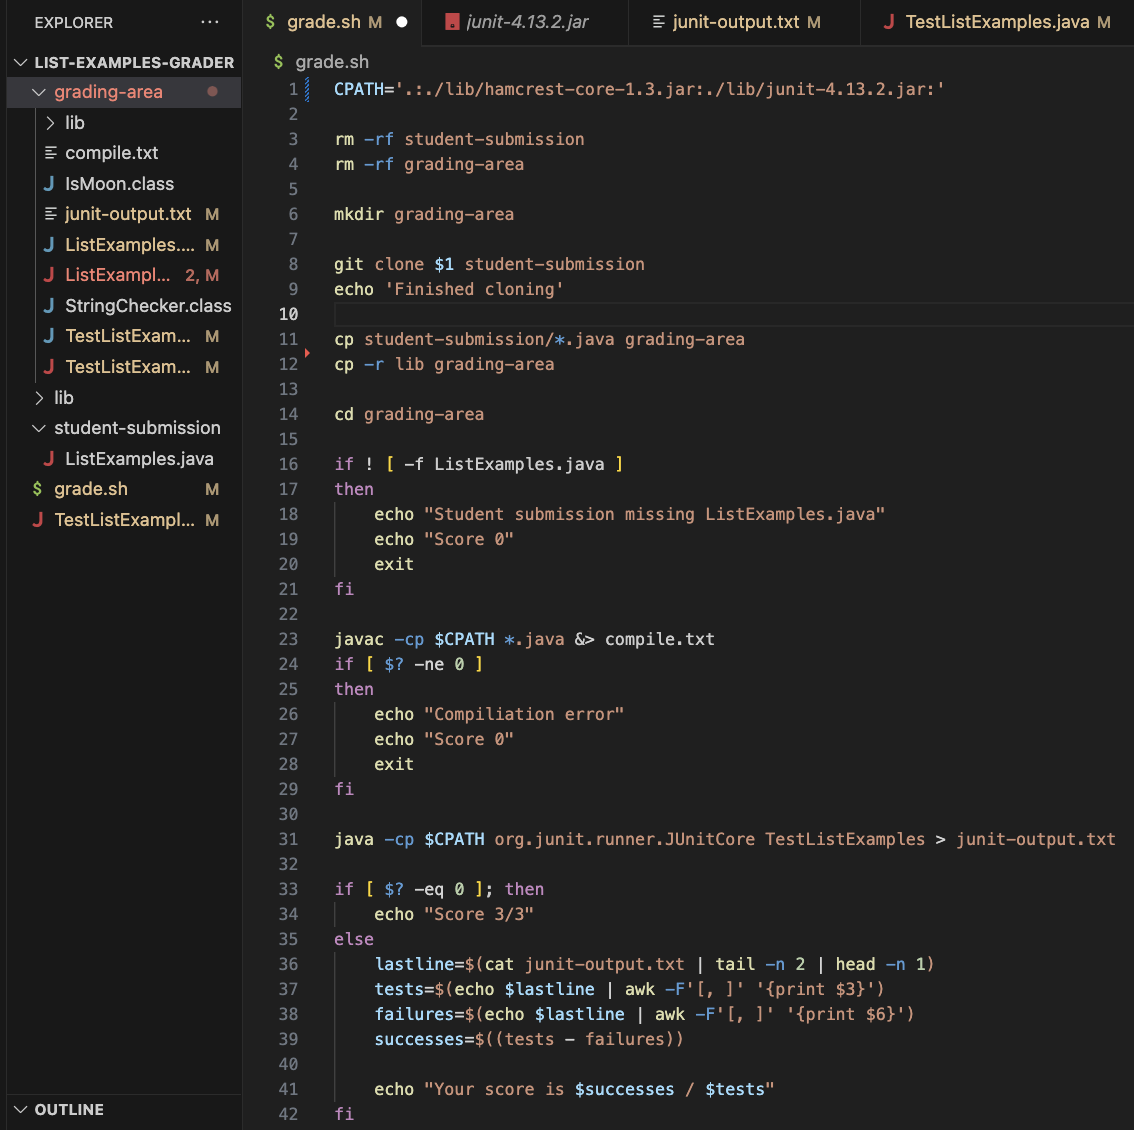 EXPLORER ...
$ grade.sh M
junit-4.13.2.jar
junit-output.txt M
J TestListExamples.java M
LIST-EXAMPLES-GRADER
grading-area
lib
compile.txt
J IsMoon.class
junit-output.txt M
J ListExamples.... M
J ListExampl... 2, M
J StringChecker.class
J TestListExam... M
J TestListExam... M
lib
student-submission
J ListExamples.java
$ grade.sh M
J TestListExampl... M
OUTLINE
$ grade.sh
1 CPATH='.:./lib/hamcrest-core-1.3.jar:./lib/junit-4.13.2.jar:'
2
3 rm -rf student-submission
4 rm -rf grading-area
5
6 mkdir grading-area
7
8 git clone $1 student-submission
9 echo 'Finished cloning'
10
11 cp student-submission/*.java grading-area
12 cp -r lib grading-area
13
14 cd grading-area
15
16 if ! [ -f ListExamples.java ]
17 then
18 echo "Student submission missing ListExamples.java"
19 echo "Score 0"
20 exit
21 fi
22
23 javac -cp $CPATH *.java &> compile.txt
24 if [ $? -ne 0 ]
25 then
26 echo "Compiliation error"
27 echo "Score 0"
28 exit
29 fi
30
31 java -cp $CPATH org.junit.runner.JUnitCore TestListExamples > junit-output.txt
32
33 if [ $? -eq 0 ]; then
34 echo "Score 3/3"
35 else
36 lastline=$(cat junit-output.txt | tail -n 2 | head -n 1)
37 tests=$(echo $lastline | awk -F'[, ]' '{print $3}')
38 failures=$(echo $lastline | awk -F'[, ]' '{print $6}')
39 successes=$((tests - failures))
40
41 echo "Your score is $successes / $tests"
42 fi